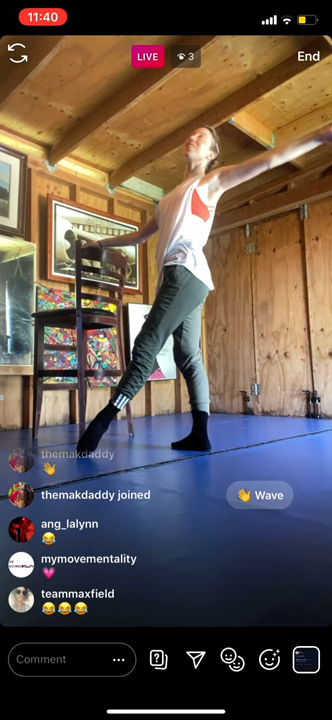 11:40
LIVE
3
End
themakdaddy
👋
themakdaddy joined
👋 Wave
ang_lalynn
😂
mymovementality
💗
teammaxfield
😂😂😂
Comment